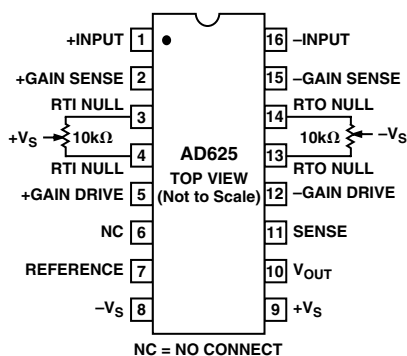 +INPUT 1 16 –INPUT
+GAIN SENSE 2 15 –GAIN SENSE
RTI NULL 3 14 RTO NULL
+VS 10kΩ 10kΩ –VS
4 AD625 13
RTI NULL TOP VIEW RTO NULL
+GAIN DRIVE 5 (Not to Scale) 12 –GAIN DRIVE
NC 6 11 SENSE
REFERENCE 7 10 VOUT
–VS 8 9 +VS
NC = NO CONNECT